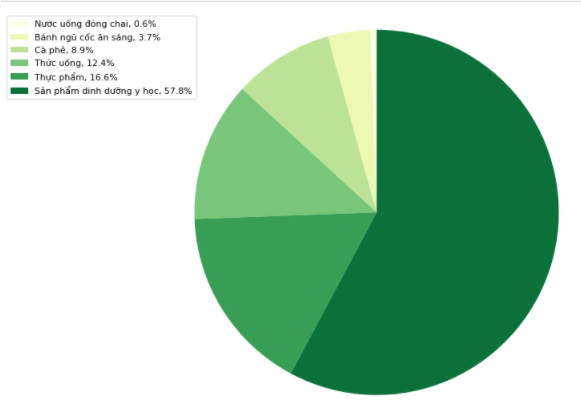 Nước uống đóng chai, 0.6%
Bánh ngũ cốc ăn sáng, 3.7%
Cà phê, 8.9%
Thức uống, 12.4%
Thực phẩm, 16.6%
Sản phẩm dinh dưỡng y học, 57.8%